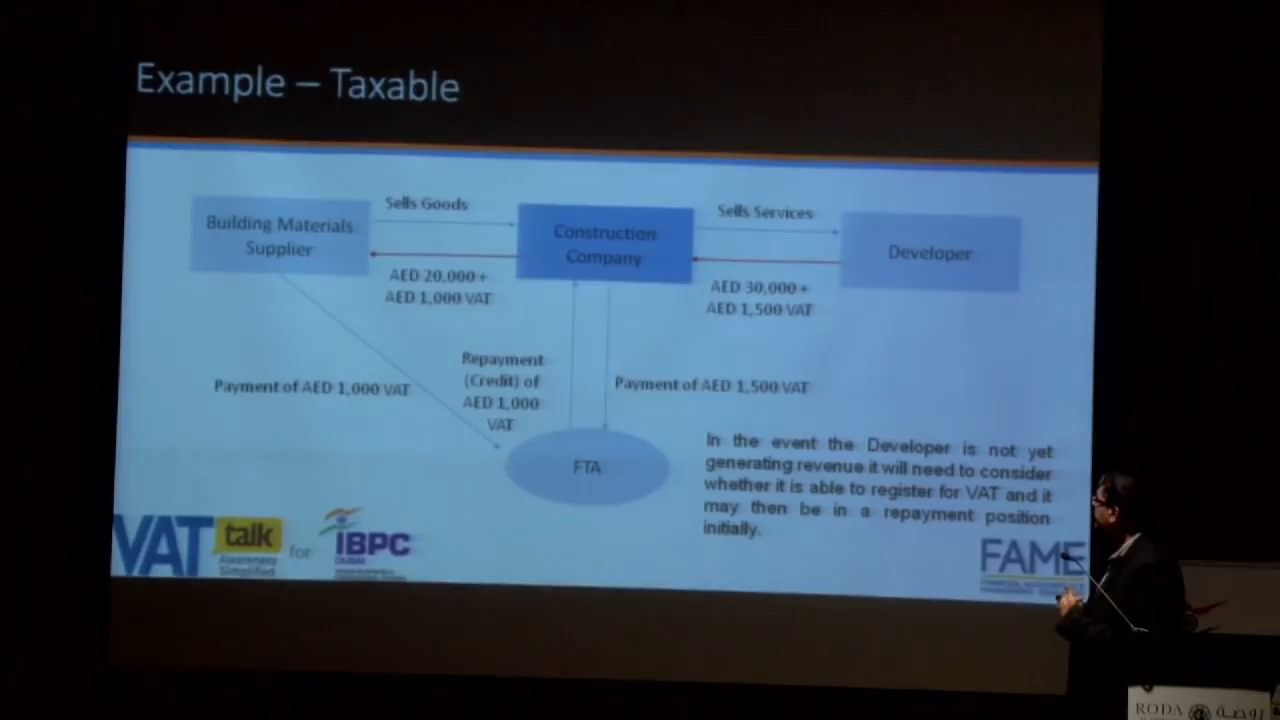 Example – Taxable
Building Materials
Supplier
Sells Goods
Construction
Company
Sells Services
Developer
AED 20,000 +
AED 1,000 VAT
AED 30,000 +
AED 1,500 VAT
Payment of AED 1,000 VAT
Repayment
(Credit) of
AED 1,000
VAT
Payment of AED 1,500 VAT
FTA
In the event the Developer is not yet
generating revenue it will need to consider
whether it is able to register for VAT and it
may then be in a repayment position
initially.
VAT talk
Awareness
Simplified
for
IBPC
FAME
RODA